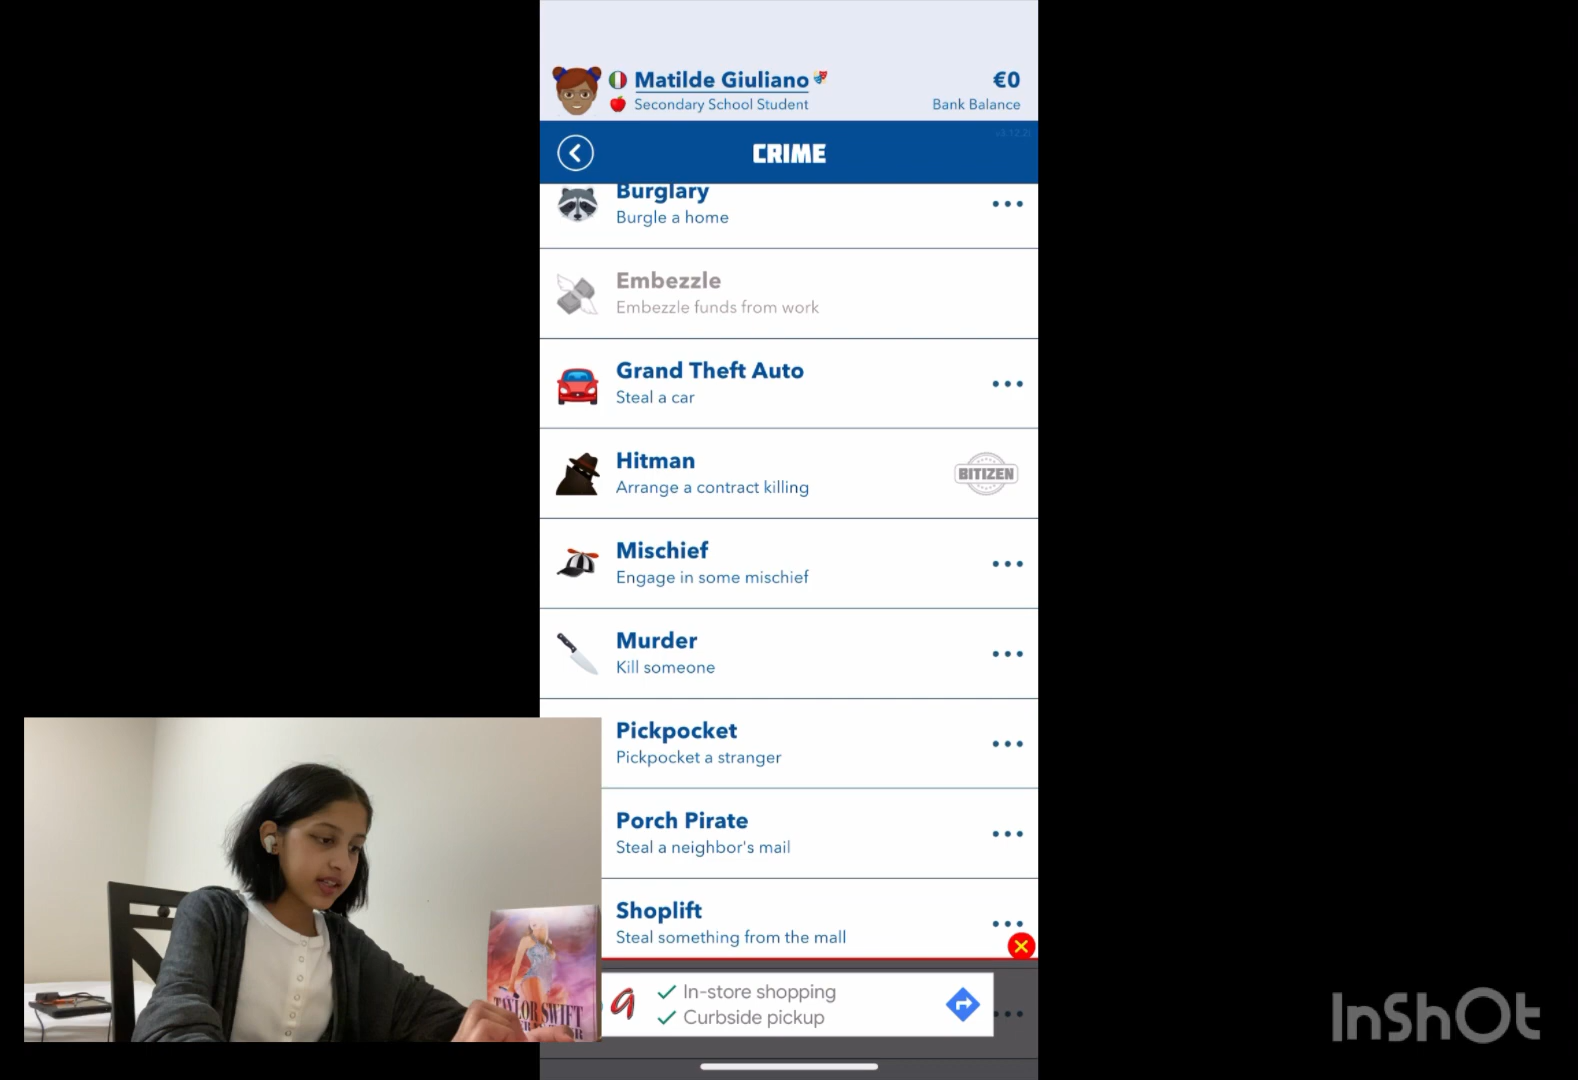 Matilde Giuliano
€0
Secondary School Student
Bank Balance
v3.12.2
CRIME
Burglary
Burgle a home
Embezzle
Embezzle funds from work
Grand Theft Auto
Steal a car
Hitman
Arrange a contract killing
BITIZEN
Mischief
Engage in some mischief
Murder
Kill someone
Pickpocket
Pickpocket a stranger
Porch Pirate
Steal a neighbor's mail
Shoplift
Steal something from the mall
In-store shopping
Curbside pickup
TAYLOR SWIFT
InShOt